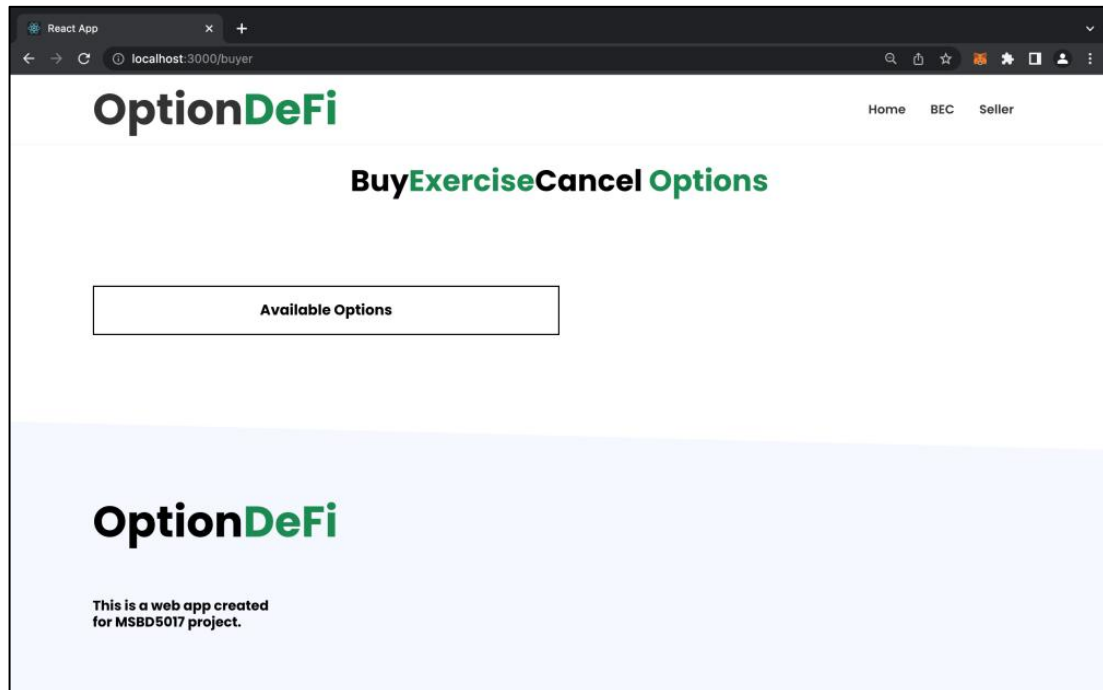 React App
localhost:3000/buyer
OptionDeFi
Home BEC Seller
BuyExerciseCancel Options
Available Options
OptionDeFi
This is a web app created
for MSBD5017 project.